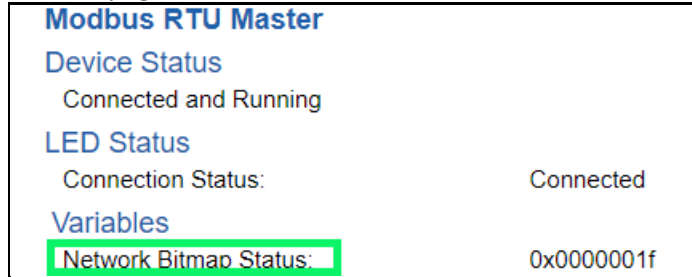 Modbus RTU Master
Device Status
Connected and Running
LED Status
Connection Status: Connected
Variables
Network Bitmap Status: 0x0000001f